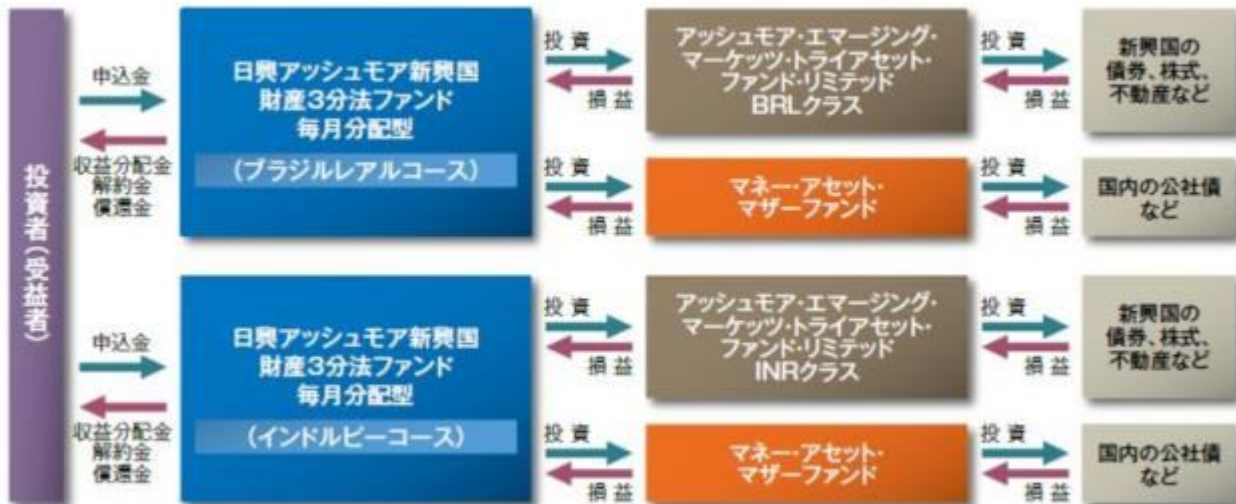 投資者(受益者)
申込金
収益分配金
解約金
償還金
日興アッシュモア新興国
財産3分法ファンド
毎月分配型
(ブラジルレアルコース)
投 資
損 益
アッシュモア・エマージング・
マーケッツ・トライアセット・
ファンド・リミテッド
BRLクラス
投 資
損 益
新興国の
債券、株式、
不動産など
投 資
損 益
マネー・アセット・
マザーファンド
投 資
損 益
国内の公社債
など
申込金
収益分配金
解約金
償還金
日興アッシュモア新興国
財産3分法ファンド
毎月分配型
(インドルピーコース)
投 資
損 益
アッシュモア・エマージング・
マーケッツ・トライアセット・
ファンド・リミテッド
INRクラス
投 資
損 益
新興国の
債券、株式、
不動産など
投 資
損 益
マネー・アセット・
マザーファンド
投 資
損 益
国内の公社債
など